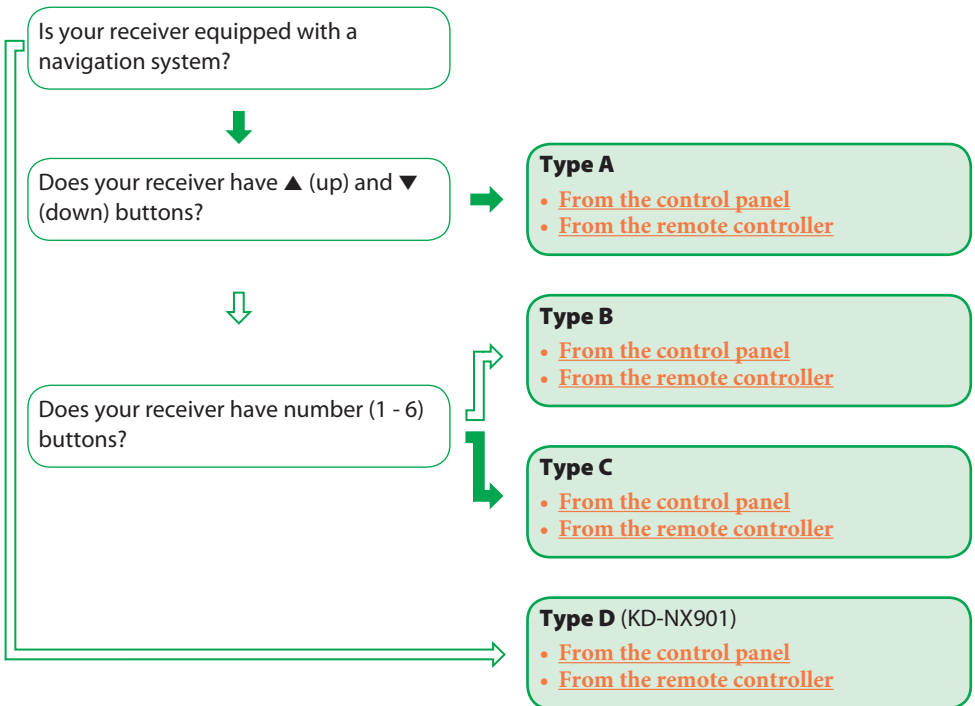 Is your receiver equipped with a
navigation system?
Does your receiver have ▲ (up) and ▼
(down) buttons?
Type A
• From the control panel
• From the remote controller
Type B
• From the control panel
• From the remote controller
Does your receiver have number (1 - 6)
buttons?
Type C
• From the control panel
• From the remote controller
Type D (KD-NX901)
• From the control panel
• From the remote controller